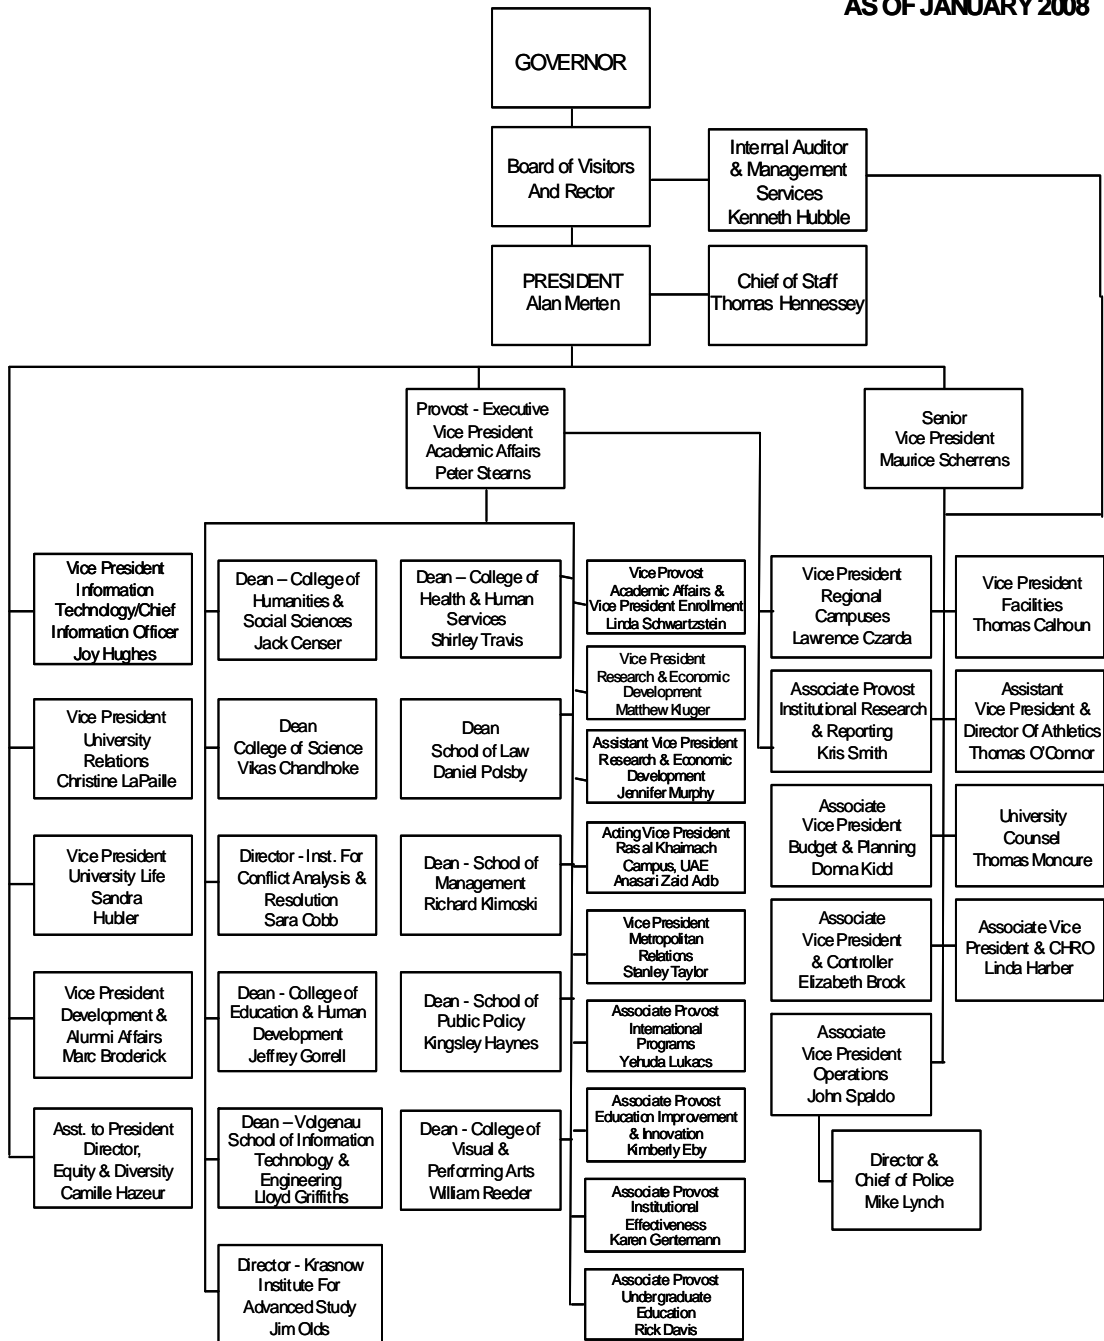 AS OF JANUARY 2008
GOVERNOR
Board of Visitors
And Rector
Internal Auditor
& Management
Services
Kenneth Hubble
PRESIDENT
Alan Merten
Chief of Staff
Thomas Hennessey
Provost - Executive
Vice President
Academic Affairs
Peter Stearns
Senior
Vice President
Maurice Scherrens
Vice President
Information
Technology/Chief
Information Officer
Joy Hughes
Dean – College of
Humanities &
Social Sciences
Jack Censer
Dean – College of
Health & Human
Services
Shirley Travis
Vice Provost
Academic Affairs &
Vice President Enrollment
Linda Schwartzstein
Vice President
Regional
Campuses
Lawrence Czarda
Vice President
Facilities
Thomas Calhoun
Vice President
Research & Economic
Development
Matthew Kluger
Vice President
University
Relations
Christine LaPaille
Dean
College of Science
Vikas Chandhoke
Dean
School of Law
Daniel Polsby
Assistant Vice President
Research & Economic
Development
Jennifer Murphy
Associate Provost
Institutional Research
& Reporting
Kris Smith
Assistant
Vice President &
Director Of Athletics
Thomas O'Connor
Vice President
University Life
Sandra
Hubler
Director - Inst. For
Conflict Analysis &
Resolution
Sara Cobb
Dean - School of
Management
Richard Klimoski
Acting Vice President
Ras al Khaimach
Campus, UAE
Anasari Zaid Adb
Associate
Vice President
Budget & Planning
Donna Kidd
University
Counsel
Thomas Moncure
Vice President
Metropolitan
Relations
Stanley Taylor
Associate
Vice President
& Controller
Elizabeth Brock
Associate Vice
President & CHRO
Linda Harber
Vice President
Development &
Alumni Affairs
Marc Broderick
Dean - College of
Education & Human
Development
Jeffrey Gorrell
Dean - School of
Public Policy
Kingsley Haynes
Associate Provost
International
Programs
Yehuda Lukacs
Associate
Vice President
Operations
John Spaldo
Asst. to President
Director,
Equity & Diversity
Camille Hazeur
Dean – Volgenau
School of Information
Technology &
Engineering
Lloyd Griffiths
Dean - College of
Visual &
Performing Arts
William Reeder
Associate Provost
Education Improvement
& Innovation
Kimberly Eby
Director &
Chief of Police
Mike Lynch
Associate Provost
Institutional
Effectiveness
Karen Gentemann
Director - Krasnow
Institute For
Advanced Study
Jim Olds
Associate Provost
Undergraduate
Education
Rick Davis